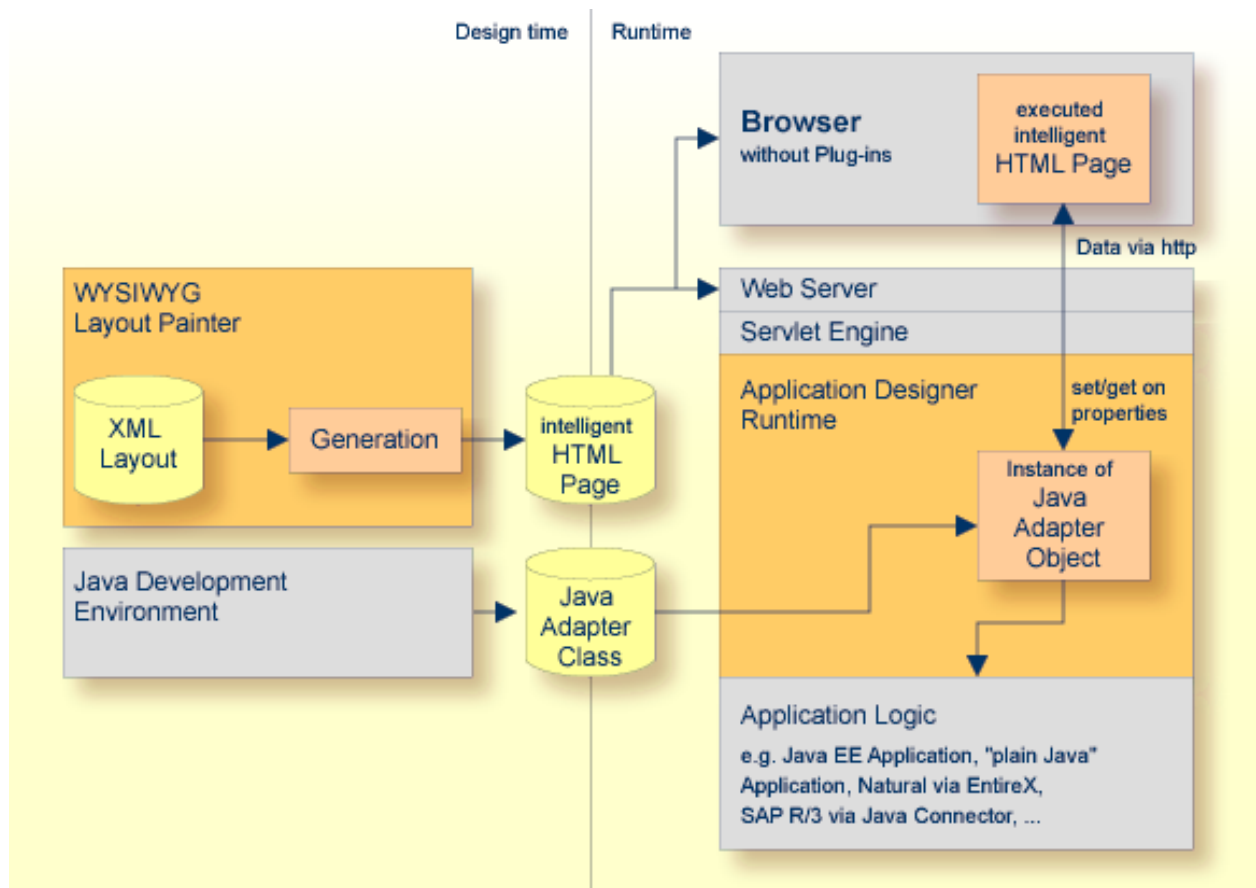 Design time
Runtime
Browser
without Plug-ins
executed
intelligent
HTML Page
Data via http
WYSIWYG
Layout Painter
XML
Layout
Generation
intelligent
HTML
Page
Web Server
Servlet Engine
Application Designer
Runtime
set/get on
properties
Instance of
Java
Adapter
Object
Java Development
Environment
Java
Adapter
Class
Application Logic
e.g. Java EE Application, "plain Java"
Application, Natural via EntireX,
SAP R/3 via Java Connector, ...